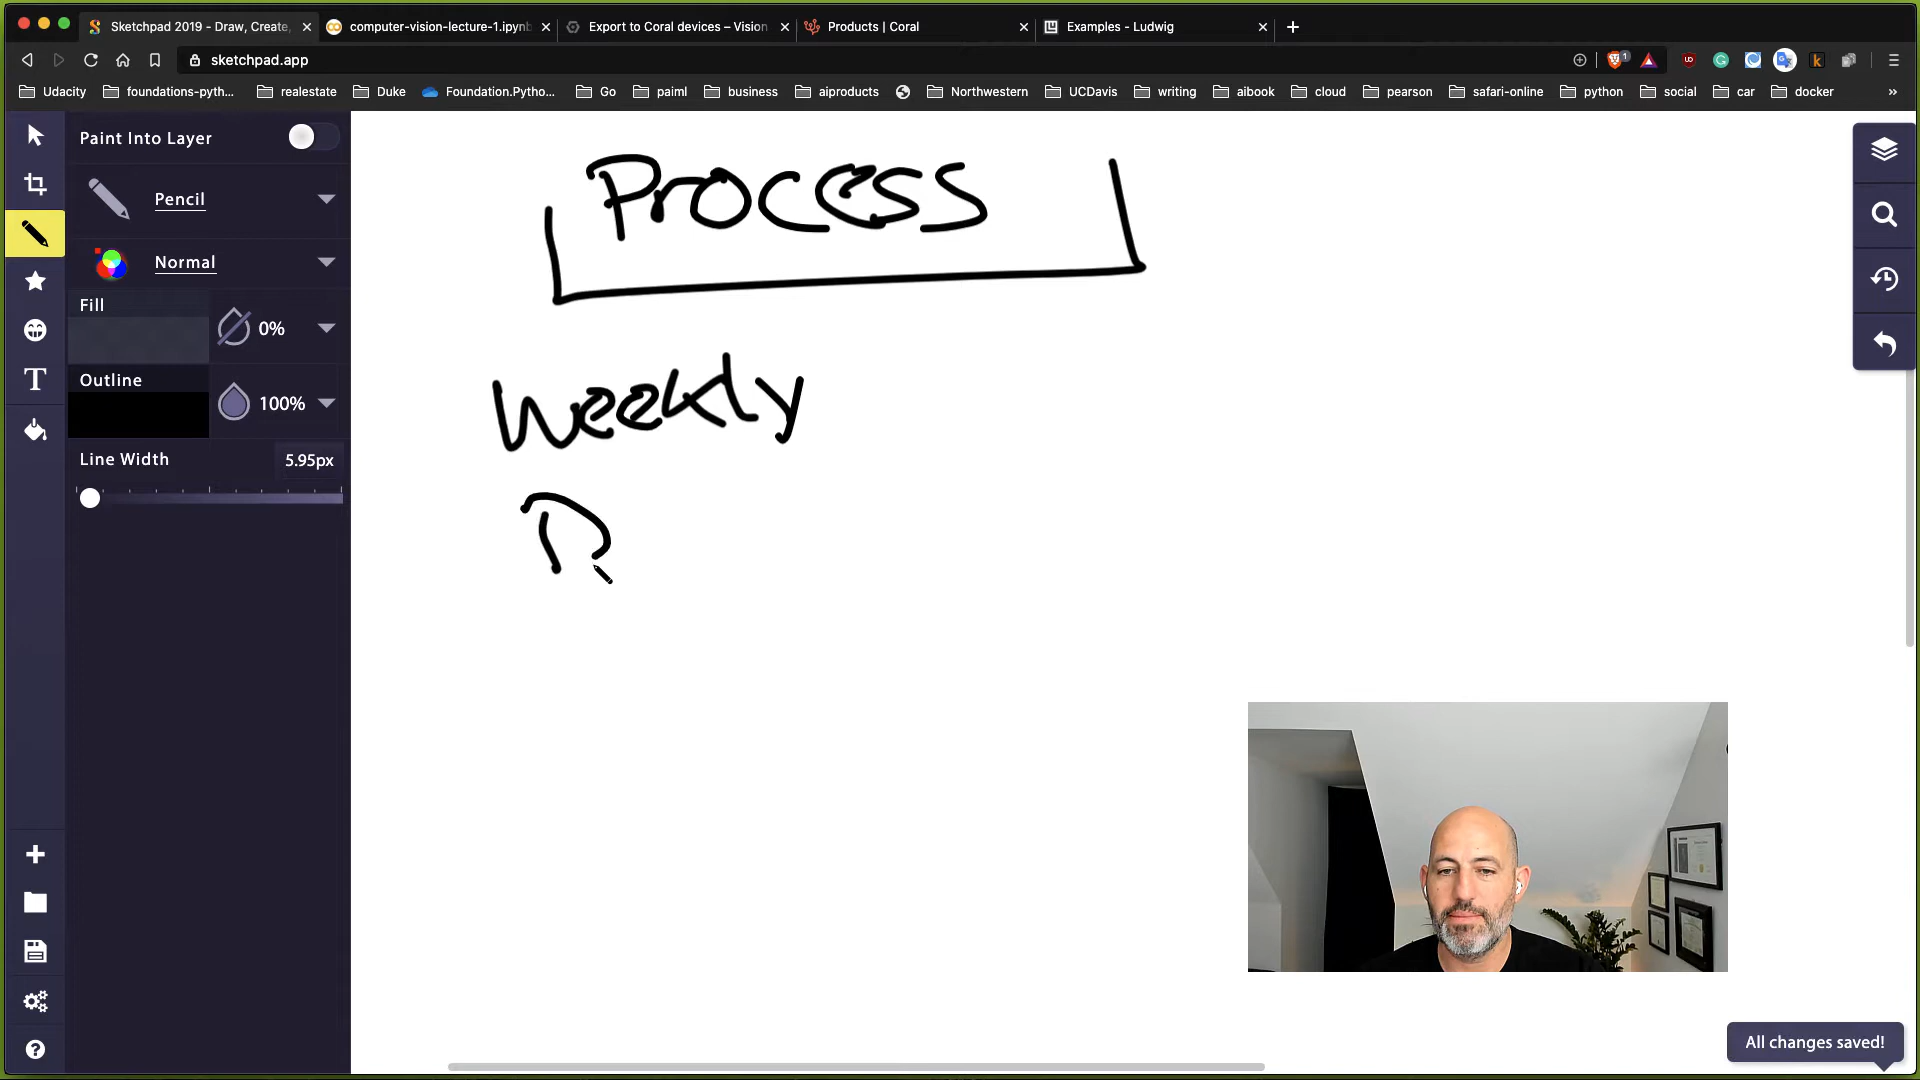 Sketchpad 2019 - Draw, Create,
computer-vision-lecture-1.ipynb
Export to Coral devices – Vision
Products | Coral
Examples - Ludwig
sketchpad.app
1
Udacity
foundations-pyth...
realestate
Duke
Foundation.Pytho...
Go
paiml
business
aiproducts
Northwestern
UCDavis
writing
aibook
cloud
pearson
safari-online
python
social
car
docker
»
Paint Into Layer
Pencil
Normal
Fill
0%
Outline
100%
Line Width
5.95px
T
Process
Weekly
D
All changes saved!